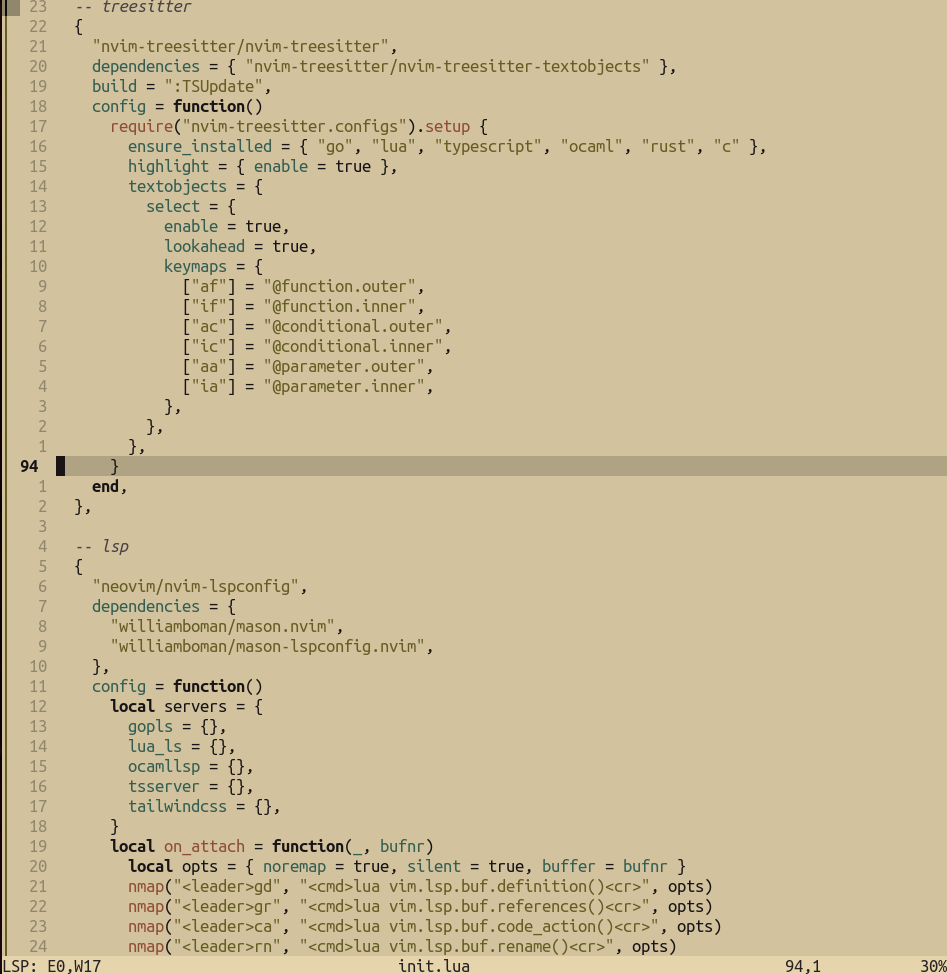 23 -- treesitter
22 {
21 "nvim-treesitter/nvim-treesitter",
20 dependencies = { "nvim-treesitter/nvim-treesitter-textobjects" },
19 build = ":TSUpdate",
18 config = function()
17 require("nvim-treesitter.configs").setup {
16 ensure_installed = { "go", "lua", "typescript", "ocaml", "rust", "c" },
15 highlight = { enable = true },
14 textobjects = {
13 select = {
12 enable = true,
11 lookahead = true,
10 keymaps = {
9 ["af"] = "@function.outer",
8 ["if"] = "@function.inner",
7 ["ac"] = "@conditional.outer",
6 ["ic"] = "@conditional.inner",
5 ["aa"] = "@parameter.outer",
4 ["ia"] = "@parameter.inner",
3 },
2 },
1 },
94 }
1 end,
2 },
3
4 -- lsp
5 {
6 "neovim/nvim-lspconfig",
7 dependencies = {
8 "williamboman/mason.nvim",
9 "williamboman/mason-lspconfig.nvim",
10 },
11 config = function()
12 local servers = {
13 gopls = {},
14 lua_ls = {},
15 ocamllsp = {},
16 tsserver = {},
17 tailwindcss = {},
18 }
19 local on_attach = function(_, bufnr)
20 local opts = { noremap = true, silent = true, buffer = bufnr }
21 nmap("<leader>gd", "<cmd>lua vim.lsp.buf.definition()<cr>", opts)
22 nmap("<leader>gr", "<cmd>lua vim.lsp.buf.references()<cr>", opts)
23 nmap("<leader>ca", "<cmd>lua vim.lsp.buf.code_action()<cr>", opts)
24 nmap("<leader>rn", "<cmd>lua vim.lsp.buf.rename()<cr>", opts)
LSP: E0,W17 init.lua 94,1 30%